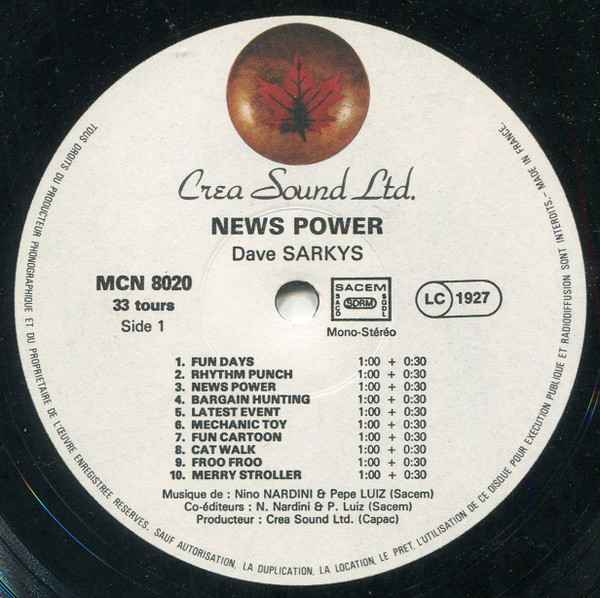 Crea Sound Ltd.
NEWS POWER
Dave SARKYS
MCN 8020
33 tours
Side 1
SACEM
SACD
SDRM
SGDL
Mono-Stéréo
LC 1927
1. FUN DAYS 1:00 + 0:30
2. RHYTHM PUNCH 1:00 + 0:30
3. NEWS POWER 1:00 + 0:30
4. BARGAIN HUNTING 1:00 + 0:30
5. LATEST EVENT 1:00 + 0:30
6. MECHANIC TOY 1:00 + 0:30
7. FUN CARTOON 1:00 + 0:30
8. CAT WALK 1:00 + 0:30
9. FROO FROO 1:00 + 0:30
10. MERRY STROLLER 1:00 + 0:30
Musique de : Nino NARDINI & Pepe LUIZ (Sacem)
Co-éditeurs : N. Nardini & P. Luiz (Sacem)
Producteur : Crea Sound Ltd. (Capac)
TOUS DROITS DU PRODUCTEUR PHONOGRAPHIQUE ET DU PROPRIETAIRE DE L'ŒUVRE ENREGISTREE RESERVES. SAUF AUTORISATION, LA DUPLICATION, LA LOCATION, LE PRET, L'UTILISATION DE CE DISQUE POUR EXECUTION PUBLIQUE ET RADIODIFFUSION SONT INTERDITS.- MADE IN FRANCE.